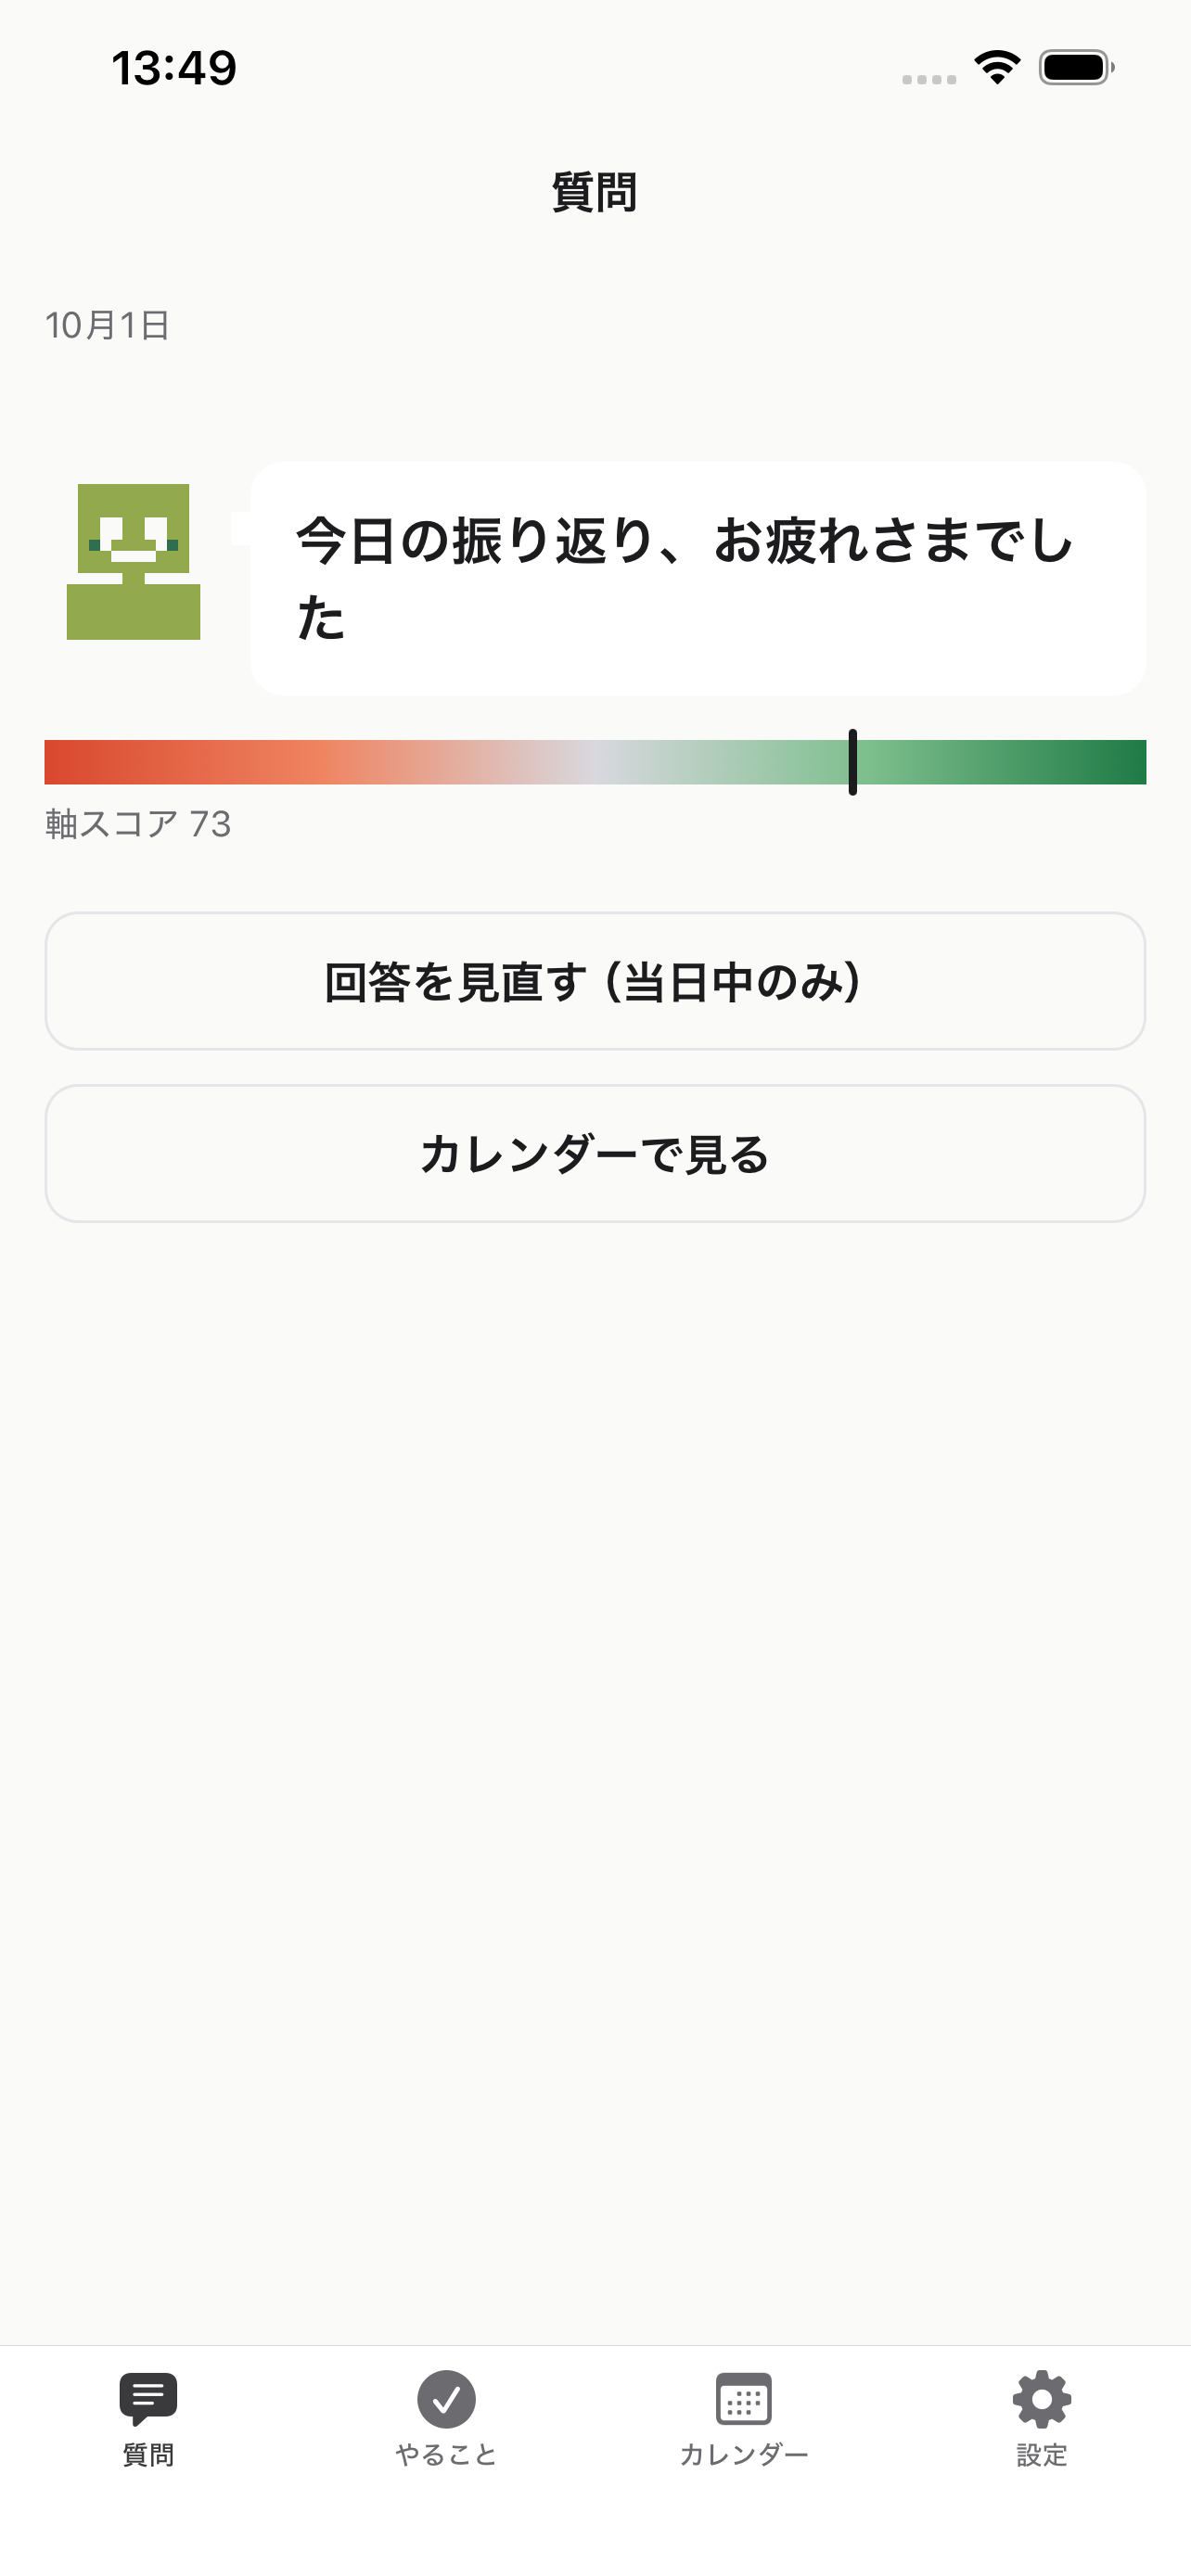 13:49
質問
10月1日
今日の振り返り、お疲れさまでし
た
軸スコア 73
回答を見直す（当日中のみ）
カレンダーで見る
質問
やること
カレンダー
設定